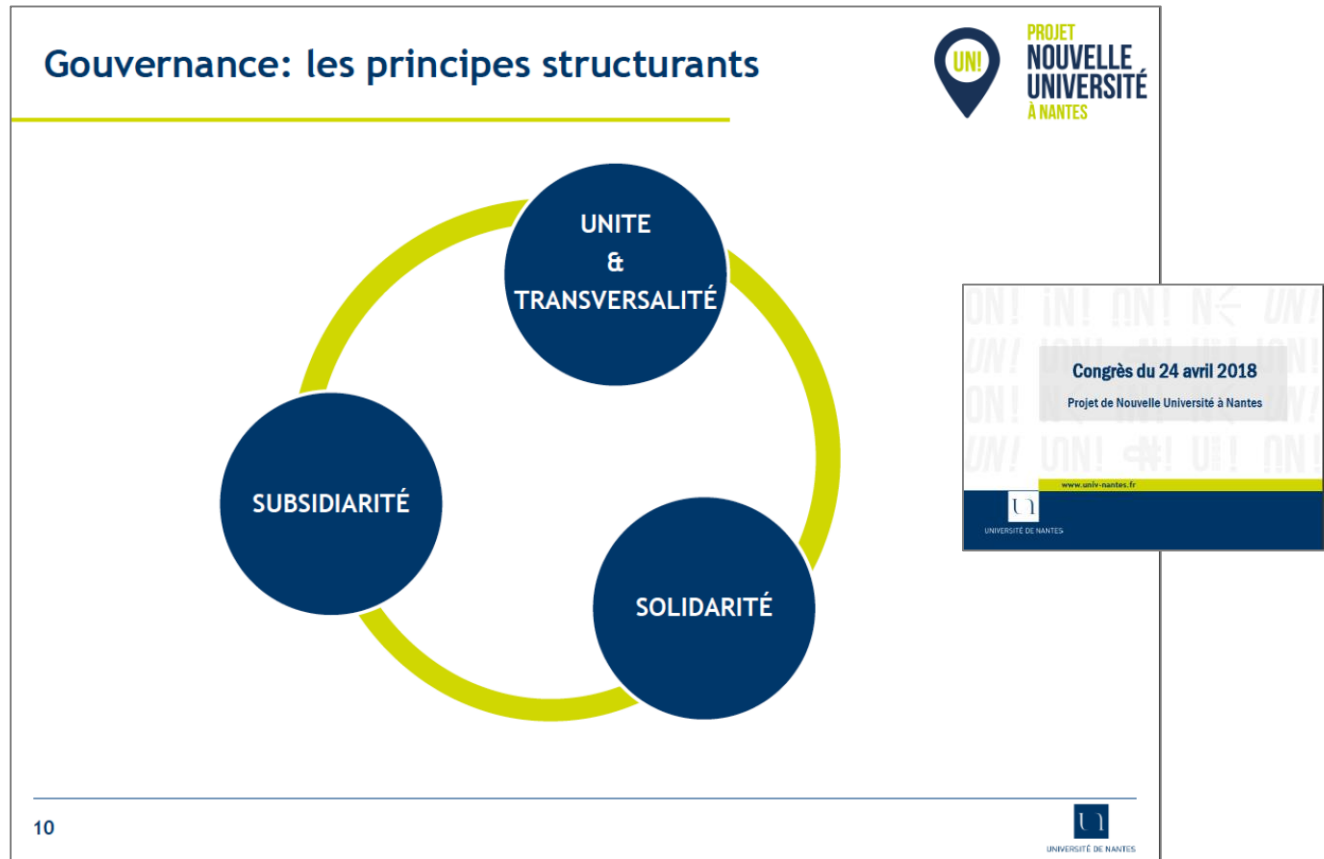 Gouvernance: les principes structurants
UN!
PROJET
NOUVELLE
UNIVERSITÉ
À NANTES
UNITE
&
TRANSVERSALITÉ
SUBSIDIARITÉ
SOLIDARITÉ
Congrès du 24 avril 2018
Projet de Nouvelle Université à Nantes
www.univ-nantes.fr
UNIVERSITÉ DE NANTES
10
UNIVERSITÉ DE NANTES